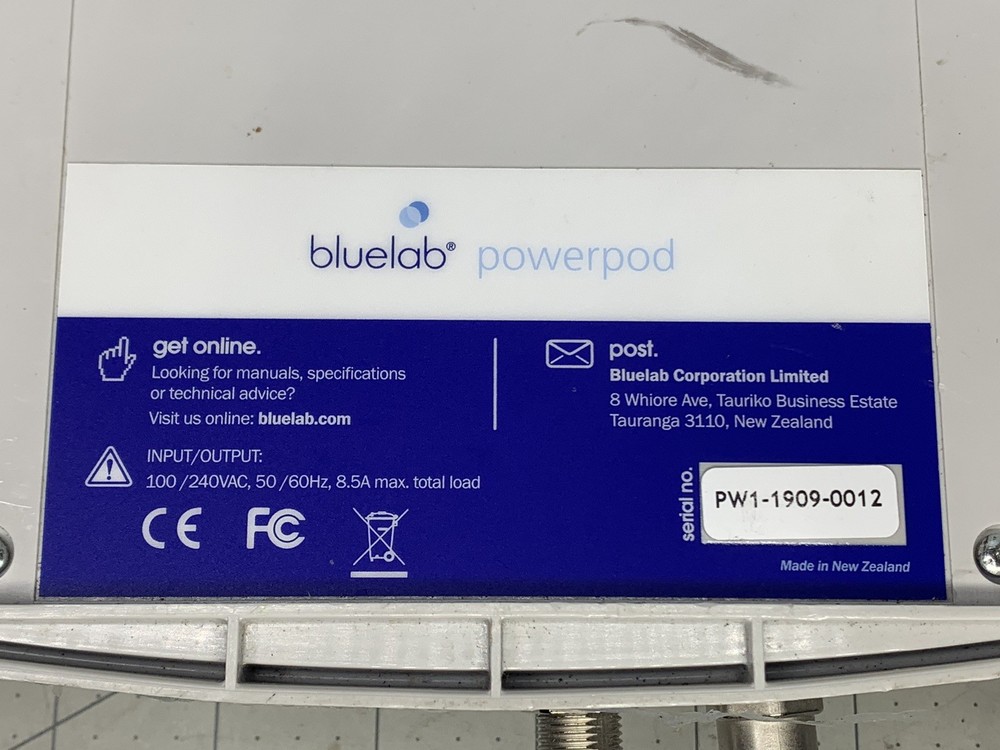 bluelab® powerpod
get online.
Looking for manuals, specifications
or technical advice?
Visit us online: bluelab.com
post.
Bluelab Corporation Limited
8 Whiore Ave, Tauriko Business Estate
Tauranga 3110, New Zealand
INPUT/OUTPUT:
100/240VAC, 50/60Hz, 8.5A max. total load
CE FC
serial no.
PW1-1909-0012
Made in New Zealand